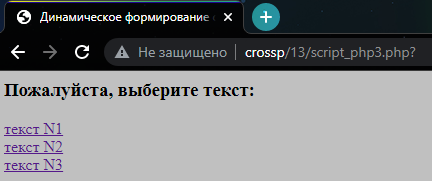 Динамическое формирование
Не защищено crossp/13/script_php3.php?
Пожалуйста, выберите текст:
текст N1
текст N2
текст N3